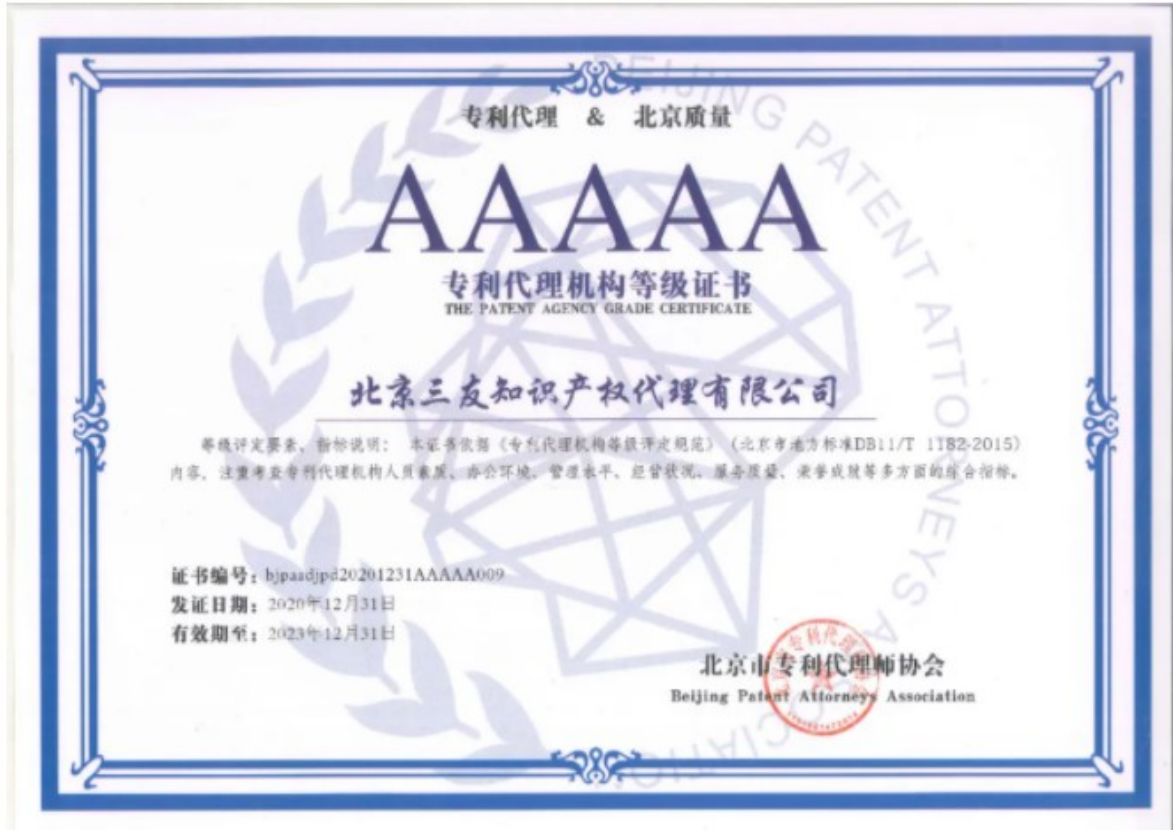 专利代理 & 北京质量
AAAAA
专利代理机构等级证书
THE PATENT AGENCY GRADE CERTIFICATE
北京三友知识产权代理有限公司
等级评定要素、指标说明： 本证书依据《专利代理机构等级评定规范》（北京市地方标准DB11/T 1182-2015）
内容，注重考查专利代理机构人员素质、办公环境、管理水平、经营状况、服务质量、荣誉成就等多方面的综合指标。
证书编号：bjpaadjpd20201231AAAAA009
发证日期：2020年12月31日
有效期至：2023年12月31日
北京市专利代理师协会
Beijing Patent Attorneys Association
BEIJING PATENT ATTORNEYS ASSOCIATION